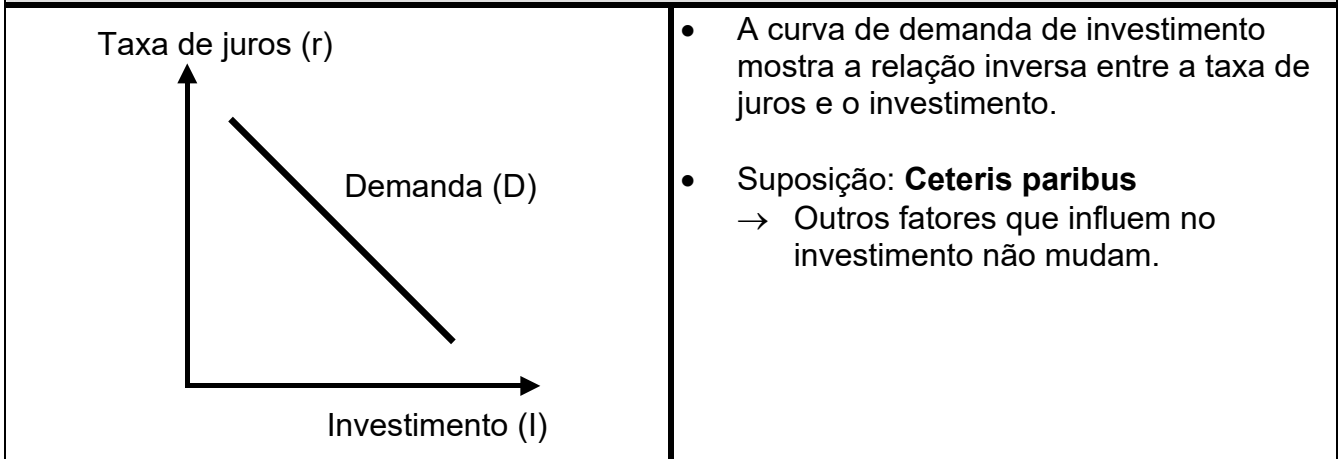 Taxa de juros (r)
Demanda (D)
Investimento (I)
• A curva de demanda de investimento
mostra a relação inversa entre a taxa de
juros e o investimento.
• Suposição: Ceteris paribus
→ Outros fatores que influem no
investimento não mudam.